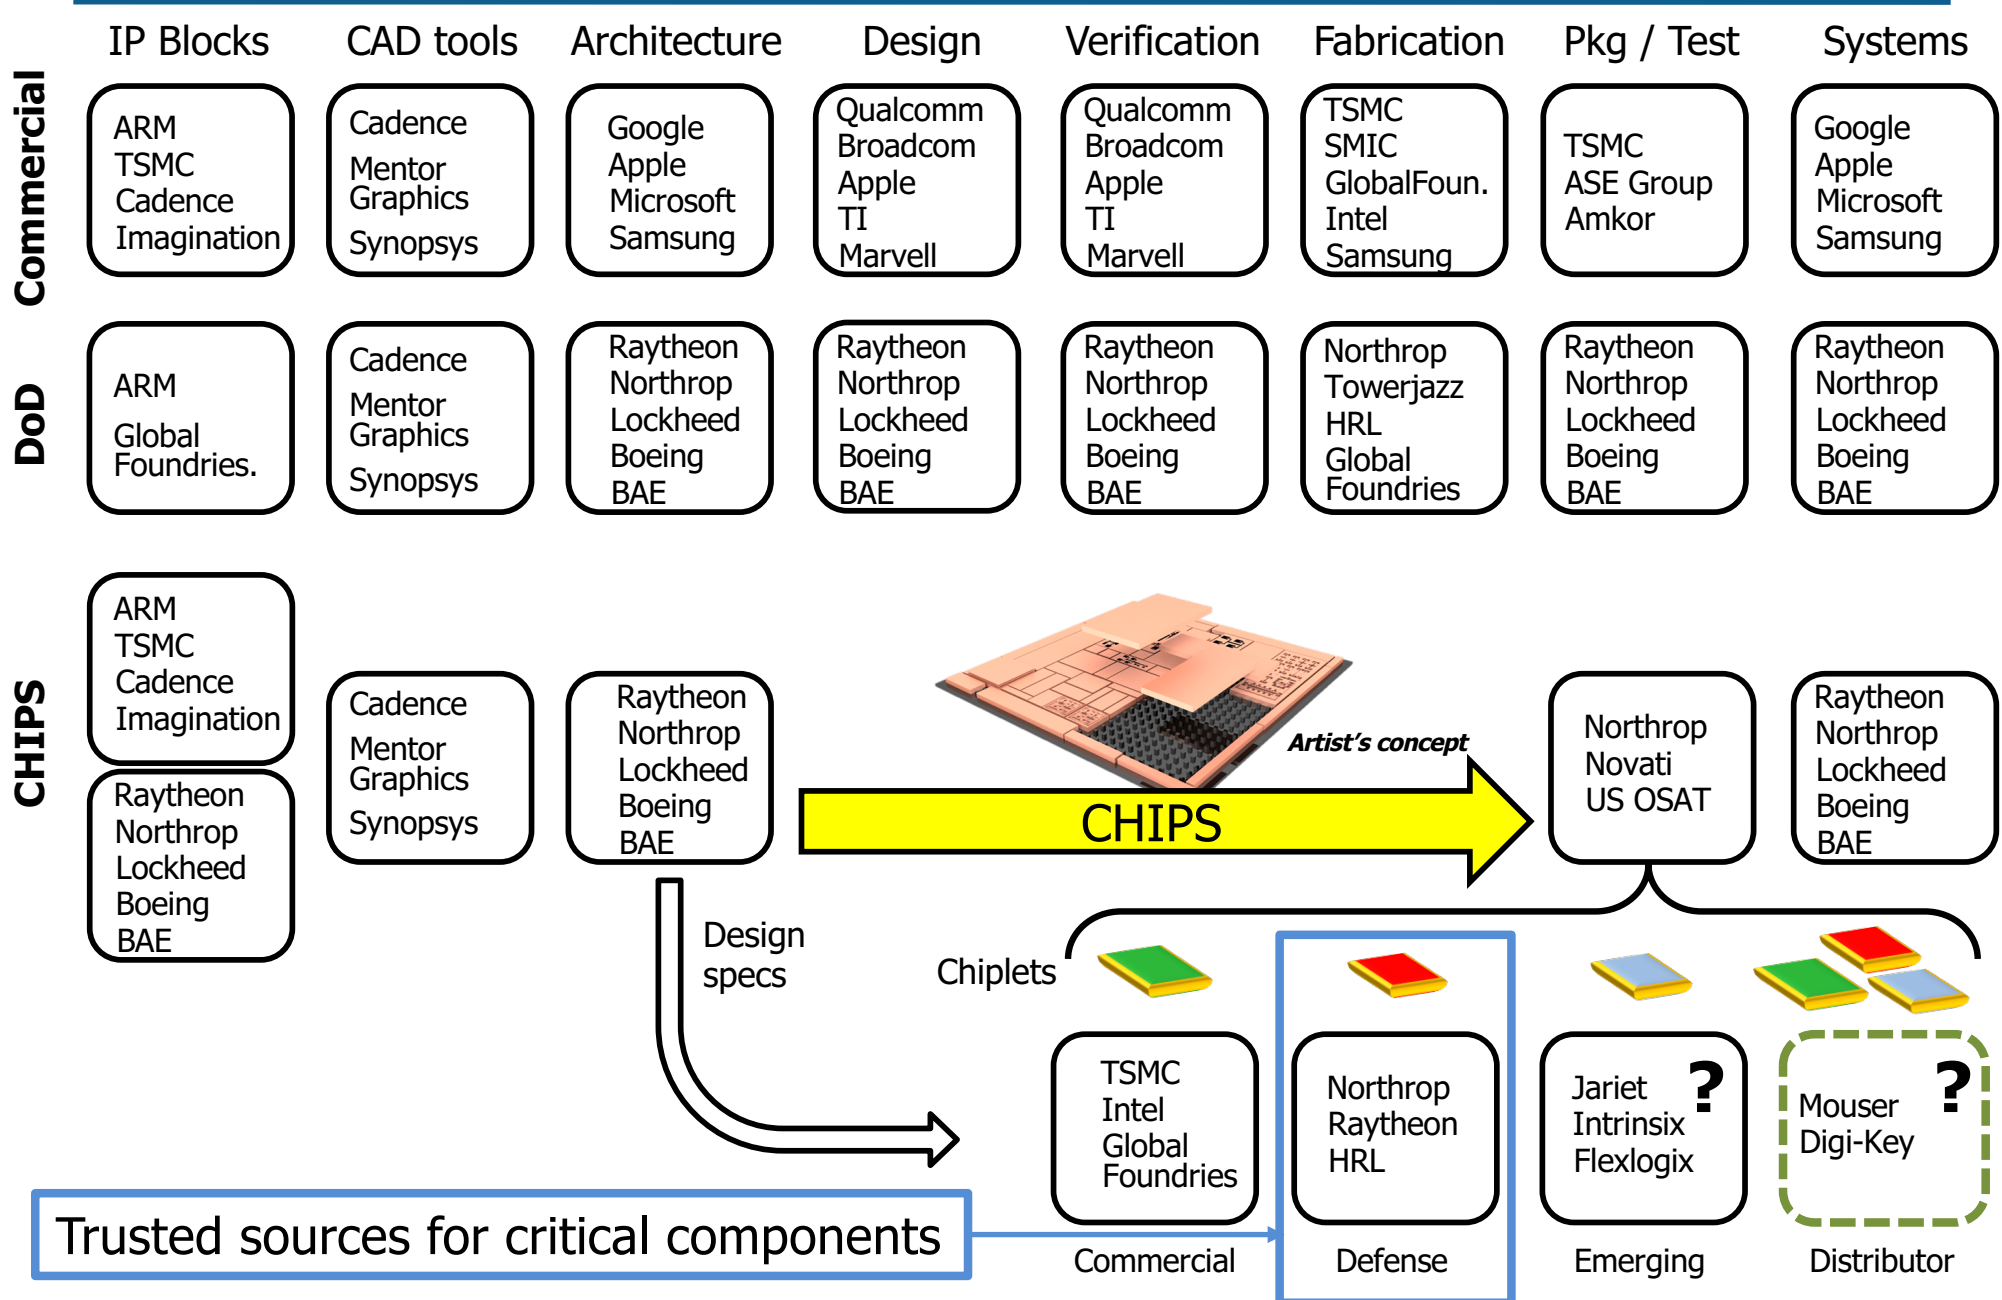 IP Blocks
CAD tools
Architecture
Design
Verification
Fabrication
Pkg / Test
Systems
Commercial
ARM
TSMC
Cadence
Imagination
Cadence
Mentor
Graphics
Synopsys
Google
Apple
Microsoft
Samsung
Qualcomm
Broadcom
Apple
TI
Marvell
Qualcomm
Broadcom
Apple
TI
Marvell
TSMC
SMIC
GlobalFoun.
Intel
Samsung
TSMC
ASE Group
Amkor
Google
Apple
Microsoft
Samsung
DoD
ARM
Global
Foundries.
Cadence
Mentor
Graphics
Synopsys
Raytheon
Northrop
Lockheed
Boeing
BAE
Raytheon
Northrop
Lockheed
Boeing
BAE
Raytheon
Northrop
Lockheed
Boeing
BAE
Northrop
Towerjazz
HRL
Global
Foundries
Raytheon
Northrop
Lockheed
Boeing
BAE
Raytheon
Northrop
Lockheed
Boeing
BAE
CHIPS
ARM
TSMC
Cadence
Imagination
Raytheon
Northrop
Lockheed
Boeing
BAE
Cadence
Mentor
Graphics
Synopsys
Raytheon
Northrop
Lockheed
Boeing
BAE
Artist's concept
CHIPS
Northrop
Novati
US OSAT
Raytheon
Northrop
Lockheed
Boeing
BAE
Design
specs
Chiplets
TSMC
Intel
Global
Foundries
Northrop
Raytheon
HRL
Jariet
Intrinsix
Flexlogix
?
Mouser
Digi-Key
?
Trusted sources for critical components
Commercial
Defense
Emerging
Distributor